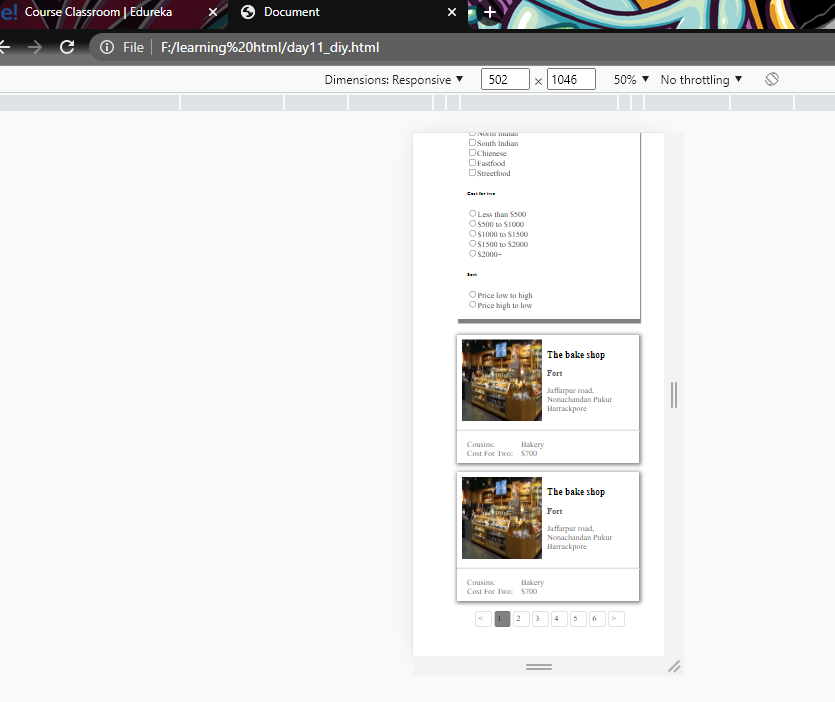 e! Course Classroom | Edureka
Document
File F:/learning%20html/day11_diy.html
Dimensions: Responsive 502 × 1046 50% No throttling
North Indian
South Indian
Chienese
Fastfood
Streetfood
Cost for two
Less than $500
$500 to $1000
$1000 to $1500
$1500 to $2000
$2000+
Sort
Price low to high
Price high to low
The bake shop
Fort
Jaffarpur road,
Nonachandan Pukur
Barrackpore
Cousins: Bakery
Cost For Two: $700
The bake shop
Fort
Jaffarpur road,
Nonachandan Pukur
Barrackpore
Cousins: Bakery
Cost For Two: $700
< 1 2 3 4 5 6 >